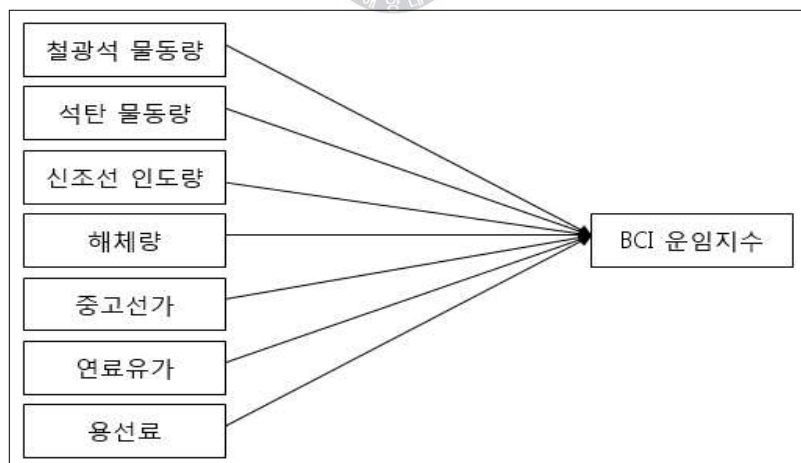 철광석 물동량
석탄 물동량
신조선 인도량
해체량
중고선가
연료유가
용선료
BCI 운임지수